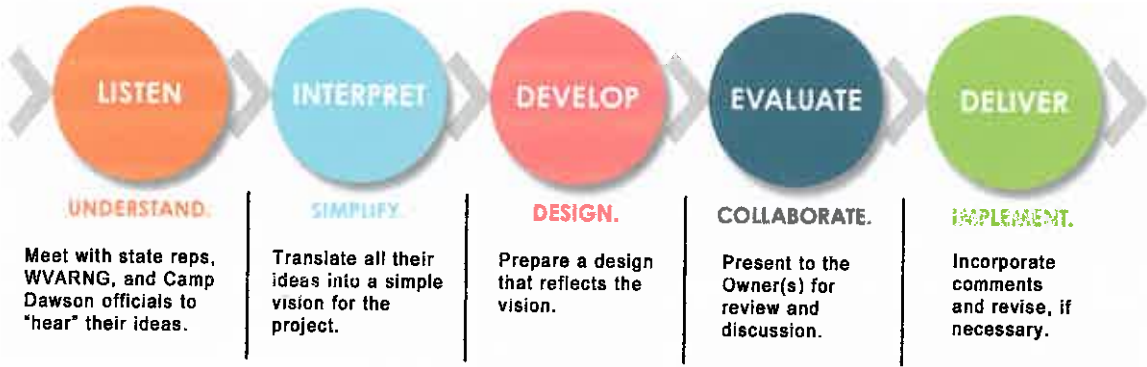 LISTEN
UNDERSTAND.
Meet with state reps,
WVARNG, and Camp
Dawson officials to
"hear" their ideas.
INTERPRET
SIMPLIFY.
Translate all their
ideas into a simple
vision for the
project.
DEVELOP
DESIGN.
Prepare a design
that reflects the
vision.
EVALUATE
COLLABORATE.
Present to the
Owner(s) for
review and
discussion.
DELIVER
IMPLEMENT.
Incorporate
comments
and revise, if
necessary.